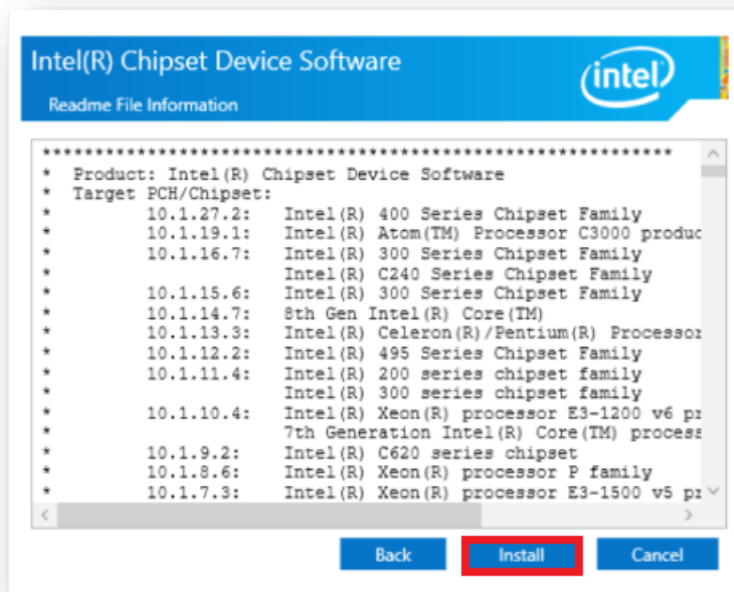 Intel(R) Chipset Device Software
intel
Readme File Information
************************************************************
* Product: Intel(R) Chipset Device Software
* Target PCH/Chipset:
* 10.1.27.2: Intel(R) 400 Series Chipset Family
* 10.1.19.1: Intel(R) Atom(TM) Processor C3000 produc
* 10.1.16.7: Intel(R) 300 Series Chipset Family
* Intel(R) C240 Series Chipset Family
* 10.1.15.6: Intel(R) 300 Series Chipset Family
* 10.1.14.7: 8th Gen Intel(R) Core(TM)
* 10.1.13.3: Intel(R) Celeron(R)/Pentium(R) Processor
* 10.1.12.2: Intel(R) 495 Series Chipset Family
* 10.1.11.4: Intel(R) 200 series chipset family
* Intel(R) 300 series chipset family
* 10.1.10.4: Intel(R) Xeon(R) processor E3-1200 v6 pr
* 7th Generation Intel(R) Core(TM) process
* 10.1.9.2: Intel(R) C620 series chipset
* 10.1.8.6: Intel(R) Xeon(R) processor P family
* 10.1.7.3: Intel(R) Xeon(R) processor E3-1500 v5 pr
Back Install Cancel